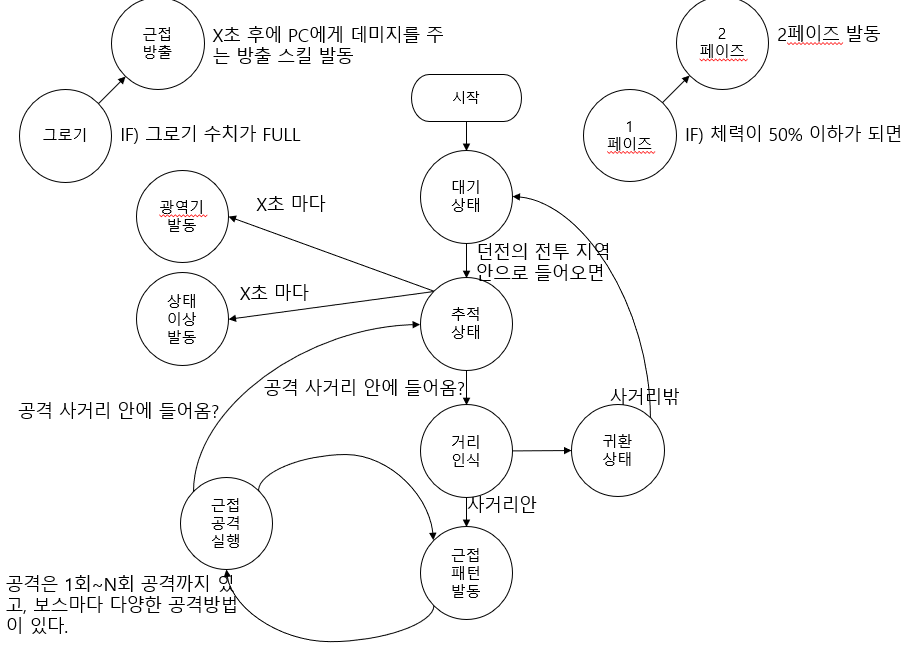 근접
방출
X초 후에 PC에게 데미지를 주
는 방출 스킬 발동
그로기
IF) 그로기 수치가 FULL
2
페이즈
2페이즈 발동
1
페이즈
IF) 체력이 50% 이하가 되면
시작
대기
상태
던전의 전투 지역
안으로 들어오면
광역기
발동
X초 마다
상태
이상
발동
X초 마다
추적
상태
공격 사거리 안에 들어옴?
공격 사거리 안에 들어옴?
거리
인식
사거리밖
귀환
상태
사거리안
근접
공격
실행
근접
패턴
발동
공격은 1회~N회 공격까지 있
고, 보스마다 다양한 공격방법
이 있다.